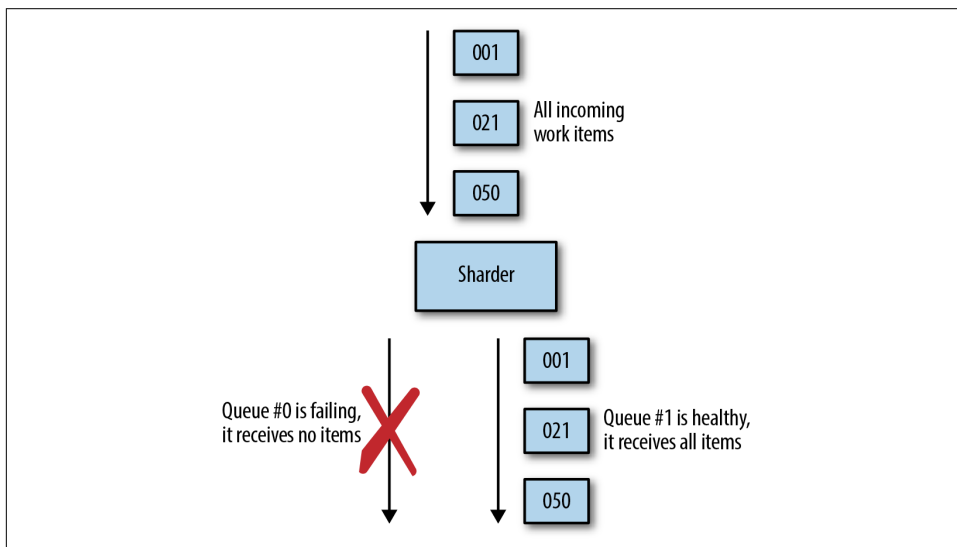 001
021
All incoming
work items
050
Sharder
001
Queue #0 is failing,
it receives no items
021
Queue #1 is healthy,
it receives all items
050